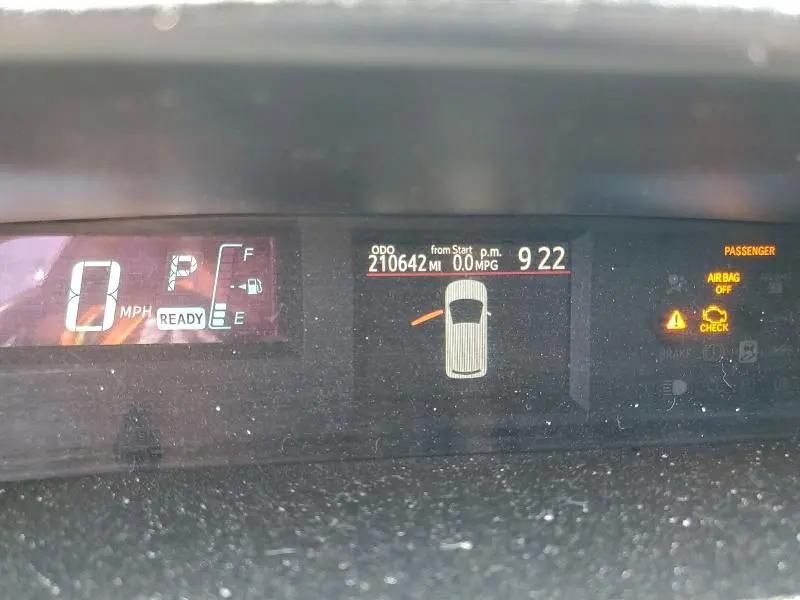 0 MPH
P
READY
F
E
ODO from Start p.m. 9 22
210642 MI 0.0 MPG
PASSENGER
AIR BAG
OFF
CHECK
BRAKE